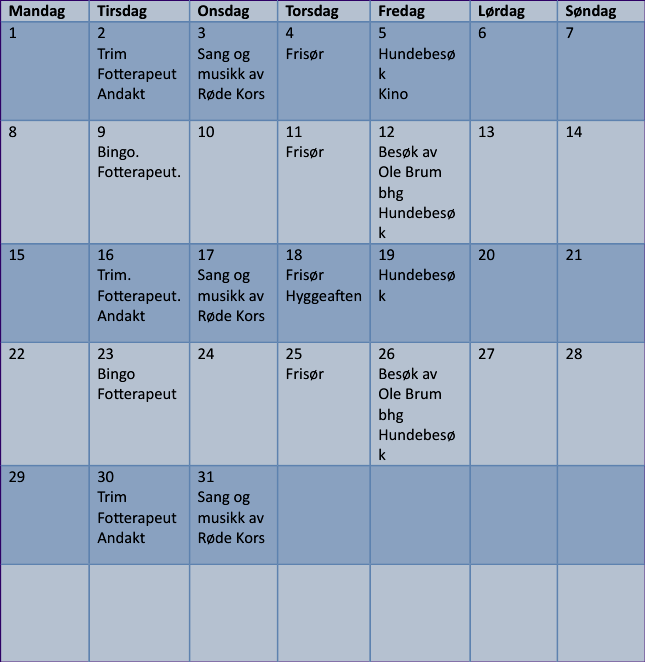 Mandag Tirsdag Onsdag Torsdag Fredag Lørdag Søndag
1
2
Trim
Fotterapeut
Andakt
3
Sang og
musikk av
Røde Kors
4
Frisør
5
Hundebesø
k
Kino
6
7
8
9
Bingo.
Fotterapeut.
10
11
Frisør
12
Besøk av
Ole Brum
bhg
Hundebesø
k
13
14
15
16
Trim.
Fotterapeut.
Andakt
17
Sang og
musikk av
Røde Kors
18
Frisør
Hyggeaften
19
Hundebesø
k
20
21
22
23
Bingo
Fotterapeut
24
25
Frisør
26
Besøk av
Ole Brum
bhg
Hundebesø
k
27
28
29
30
Trim
Fotterapeut
Andakt
31
Sang og
musikk av
Røde Kors